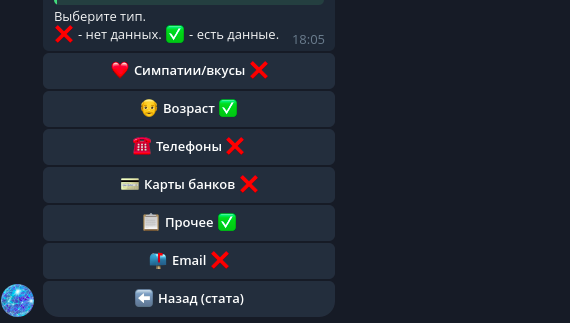 Выберите тип.
❌ - нет данных. ✅ - есть данные.
18:05
❤️ Симпатии/вкусы ❌
👴 Возраст ✅
☎️ Телефоны ❌
💳 Карты банков ❌
📋 Прочее ✅
📬 Email ❌
⬅️ Назад (стата)